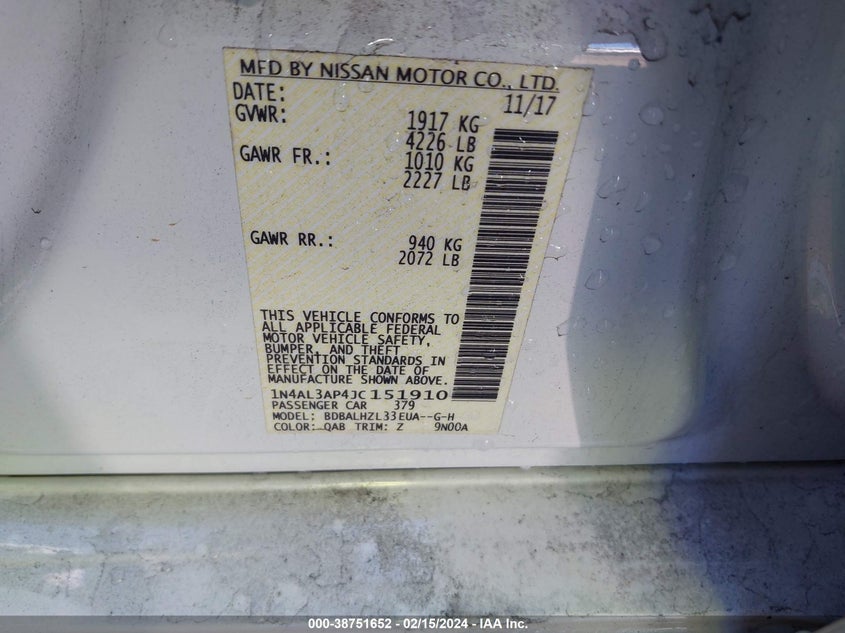 MFD BY NISSAN MOTOR CO., LTD.
DATE: 11/17
GVWR: 1917 KG
4226 LB
GAWR FR.: 1010 KG
2227 LB
GAWR RR.: 940 KG
2072 LB
THIS VEHICLE CONFORMS TO
ALL APPLICABLE FEDERAL
MOTOR VEHICLE SAFETY,
BUMPER, AND THEFT
PREVENTION STANDARDS IN
EFFECT ON THE DATE OF
MANUFACTURE SHOWN ABOVE.
1N4AL3AP4JC151910
PASSENGER CAR 379
MODEL: BDBALHZL33EUA--G-H
COLOR: QAB TRIM: Z 9N00A
000-38751652 - 02/15/2024 - IAA Inc.